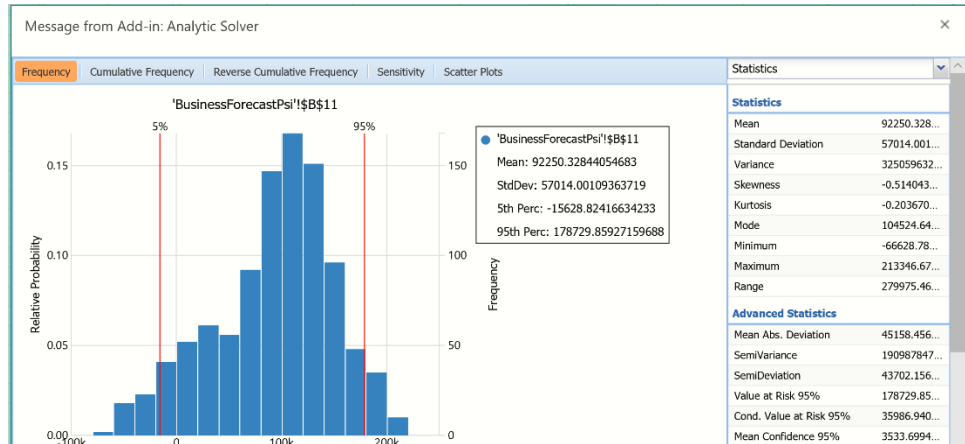 Message from Add-in: Analytic Solver
×
Frequency Cumulative Frequency Reverse Cumulative Frequency Sensitivity Scatter Plots
Statistics
'BusinessForecastPsi'!$B$11
5% 95%
0.15 150
0.10 100
0.05 50
0.00 0
-100k 0 100k 200k
Relative Probability
Frequency
'BusinessForecastPsi'!$B$11
Mean: 92250.32844054683
StdDev: 57014.00109363719
5th Perc: -15628.82416634233
95th Perc: 178729.85927159688
Statistics
Mean 92250.328...
Standard Deviation 57014.001...
Variance 325059632...
Skewness -0.514043...
Kurtosis -0.203670...
Mode 104524.64...
Minimum -66628.78...
Maximum 213346.67...
Range 279975.46...
Advanced Statistics
Mean Abs. Deviation 45158.456...
SemiVariance 190987847...
SemiDeviation 43702.156...
Value at Risk 95% 178729.85...
Cond. Value at Risk 95% 35986.940...
Mean Confidence 95% 3533.6994...